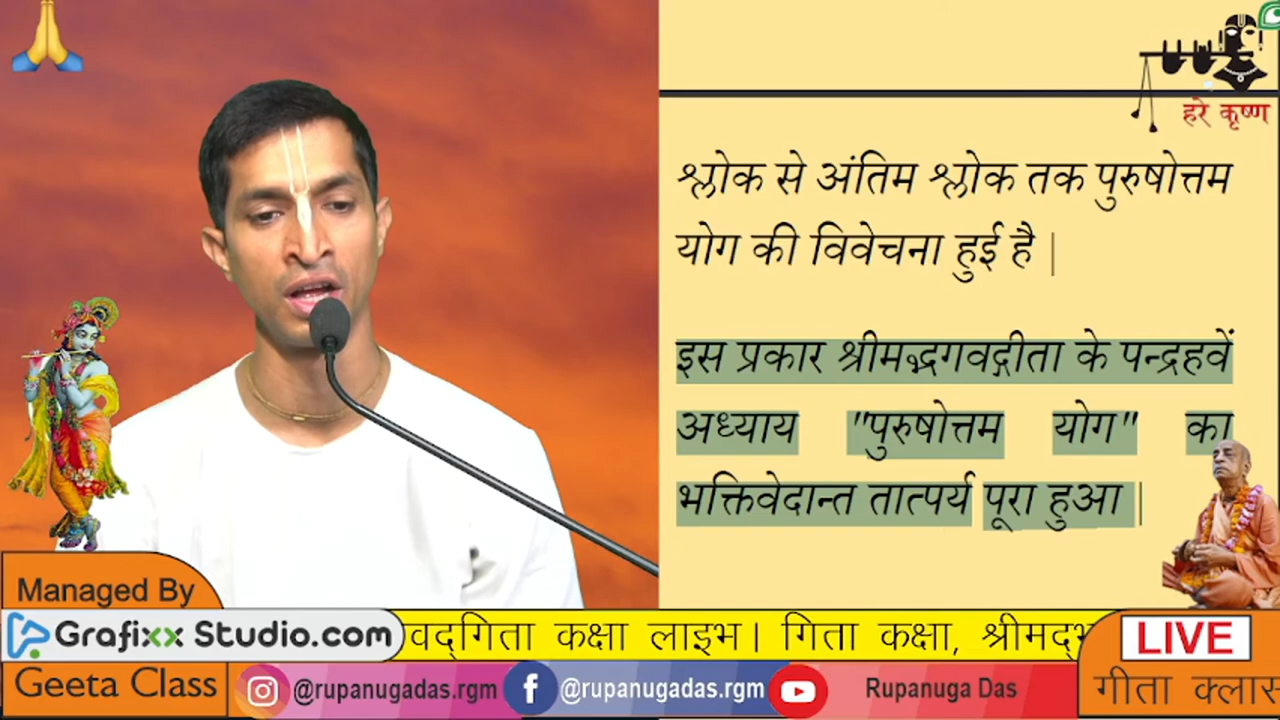 हरे कृष्ण
श्लोक से अंतिम श्लोक तक पुरुषोत्तम
योग की विवेचना हुई है |
इस प्रकार श्रीमद्भगवद्गीता के पन्द्रहवें
अध्याय "पुरुषोत्तम योग" का
भक्तिवेदान्त तात्पर्य पूरा हुआ |
Managed By
Grafixx Studio.com
वद्गिता कक्षा लाइभ। गिता कक्षा, श्रीमद्भ
LIVE
Geeta Class
@rupanugadas.rgm
@rupanugadas.rgm
Rupanuga Das
गीता क्लास